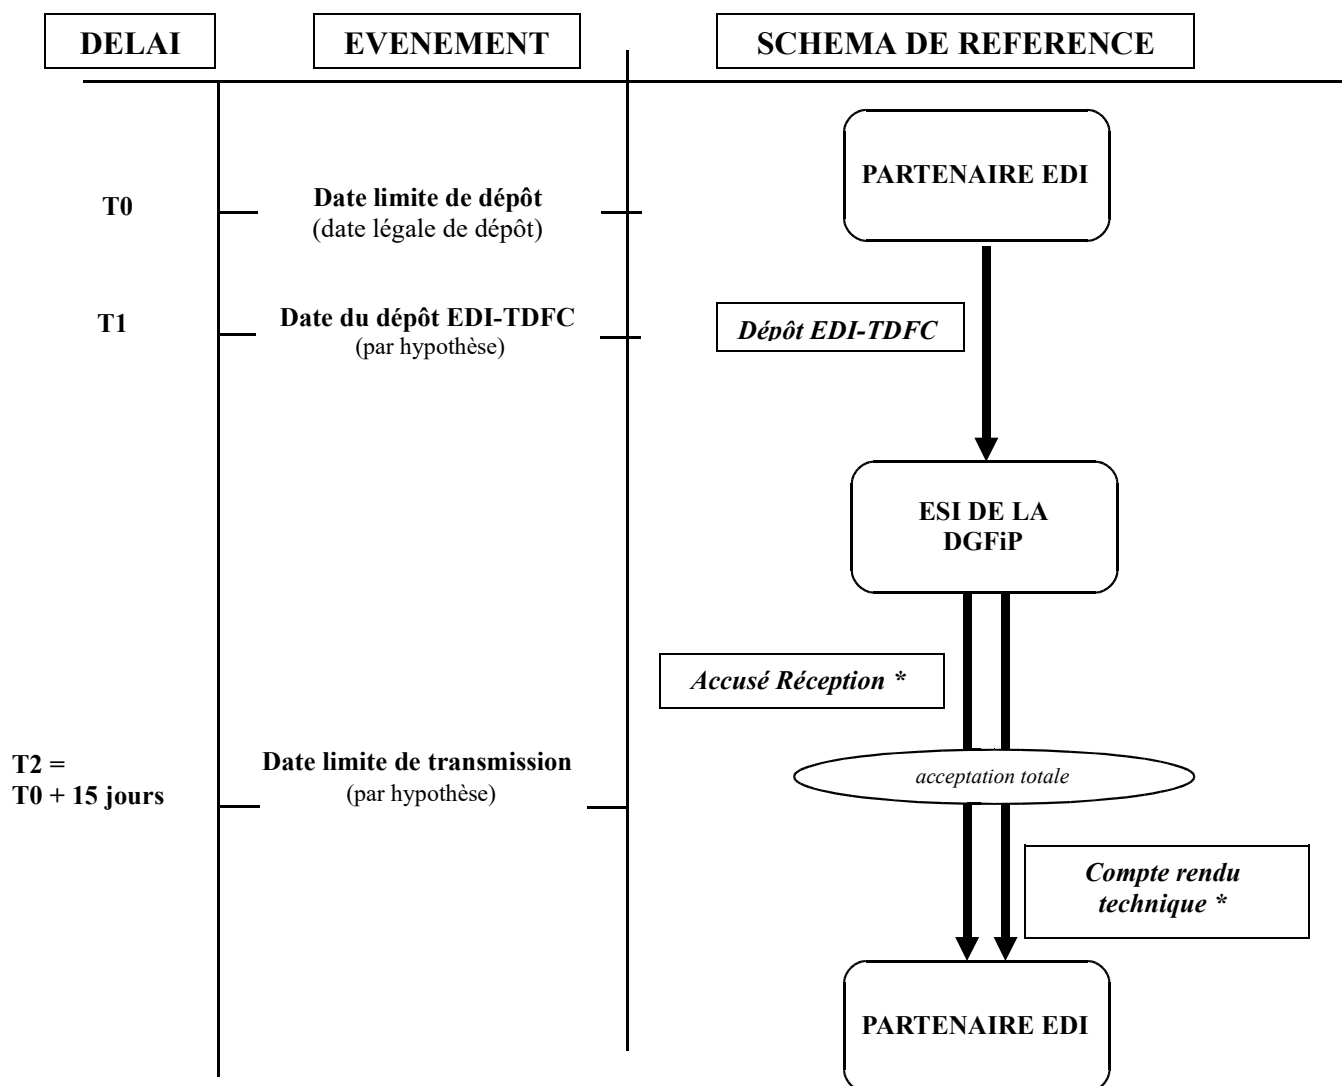 DELAI
EVENEMENT
SCHEMA DE REFERENCE
PARTENAIRE EDI
T0
Date limite de dépôt
(date légale de dépôt)
T1
Date du dépôt EDI-TDFC
(par hypothèse)
Dépôt EDI-TDFC
ESI DE LA
DGFiP
Accusé Réception *
T2 =
T0 + 15 jours
Date limite de transmission
(par hypothèse)
acceptation totale
Compte rendu
technique *
PARTENAIRE EDI